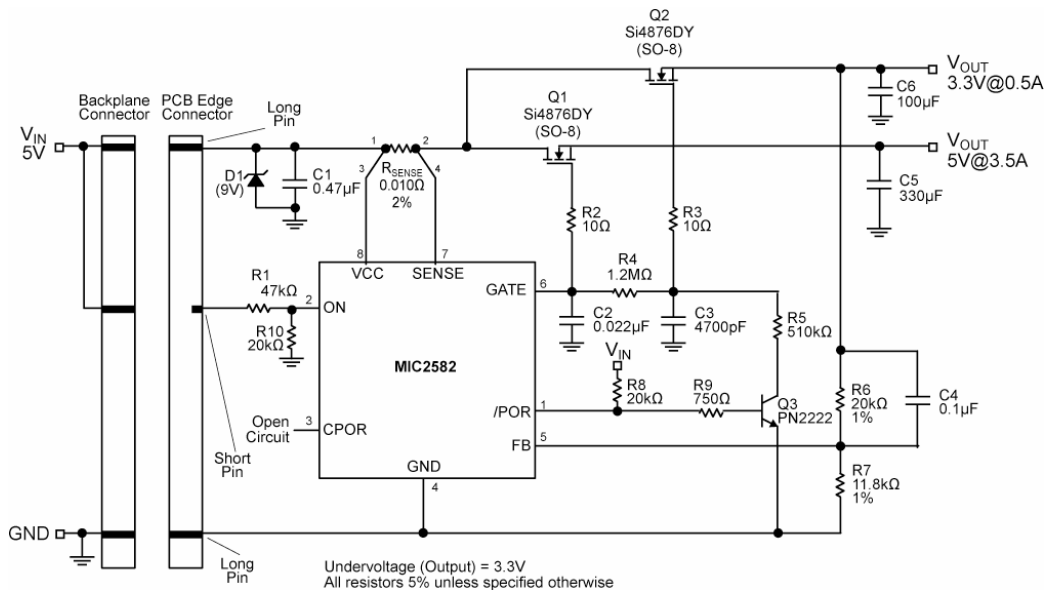 Q2
Si4876DY
(SO-8)
VOUT
3.3V@0.5A
C6
100µF
Backplane
Connector
PCB Edge
Connector
Long
Pin
Q1
Si4876DY
(SO-8)
VIN
5V
1
2
3
4
RSENSE
0.010Ω
2%
VOUT
5V@3.5A
D1
(9V)
C1
0.47µF
C5
330µF
R2
10Ω
R3
10Ω
8
VCC
7
SENSE
R4
1.2MΩ
R1
47kΩ
2
ON
GATE
6
R10
20kΩ
C2
0.022µF
C3
4700pF
R5
510kΩ
MIC2582
VIN
R8
20kΩ
R9
750Ω
Q3
PN2222
R6
20kΩ
1%
C4
0.1µF
/POR
1
Open
Circuit
3
CPOR
FB
5
Short
Pin
GND
4
R7
11.8kΩ
1%
GND
Long
Pin
Undervoltage (Output) = 3.3V
All resistors 5% unless specified otherwise